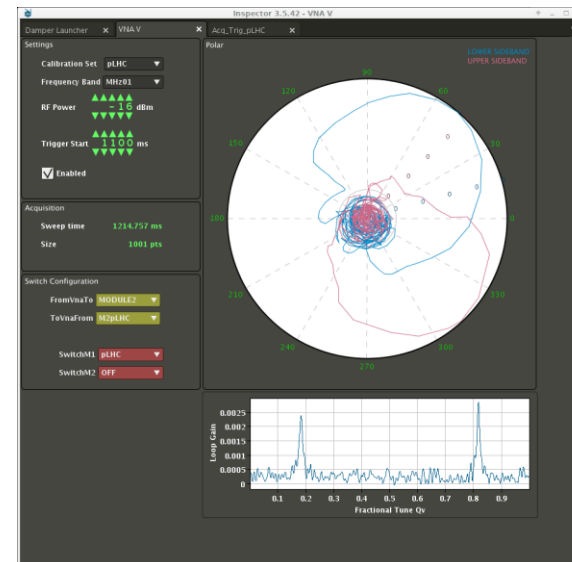 Inspector 3.5.42 - VNA V
Damper Launcher x VNA V x Acq_Trig_pLHC x
Settings
Calibration Set pLHC
Frequency Band MHz01
RF Power -16 dBm
Trigger Start 1100 ms
Enabled
Acquisition
Sweep time 1214.757 ms
Size 1001 pts
Switch Configuration
FromVnaTo MODULE2
ToVnaFrom M2pLHC
SwitchM1 pLHC
SwitchM2 OFF
Polar
LOWER SIDEBAND
UPPER SIDEBAND
90
120 60
150 30
180 0
210 330
240 300
270
Loop Gain
0.0025
0.002
0.0015
0.001
0.0005
0
0.1 0.2 0.3 0.4 0.5 0.6 0.7 0.8 0.9
Fractional Tune Qv